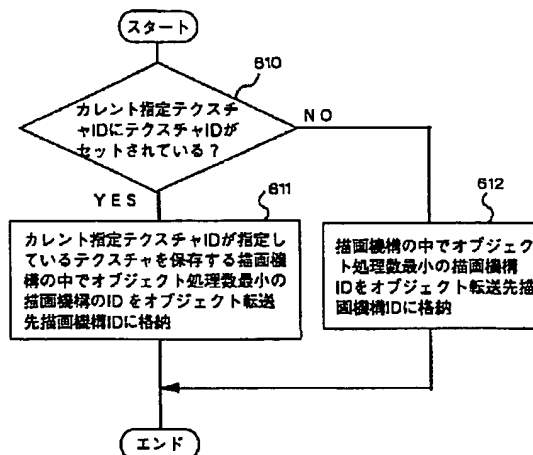 スタート
610
カレント指定テクスチ
ャIDにテクスチャIDが
セットされている？
NO
YES
611
カレント指定テクスチャIDが指定し
ているテクスチャを保存する描画機
構の中でオブジェクト処理数最小の
描画機構のIDをオブジェクト転送
先描画機構IDに格納
612
描画機構の中でオブジェク
ト処理数最小の描画機構
IDをオブジェクト転送先描
画機構IDに格納
エンド